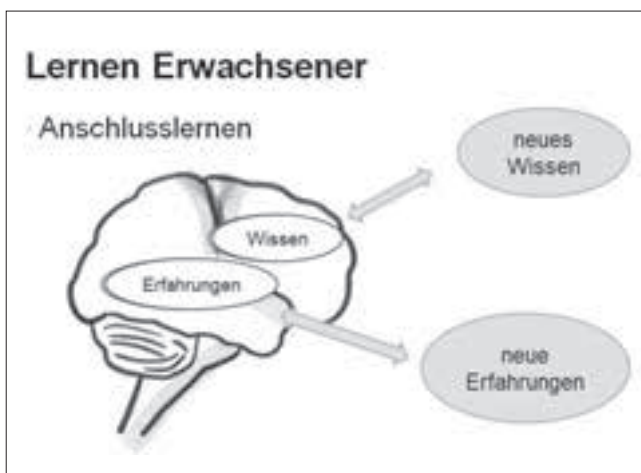 Lernen Erwachsener
· Anschlusslernen
neues
Wissen
Wissen
Erfahrungen
neue
Erfahrungen